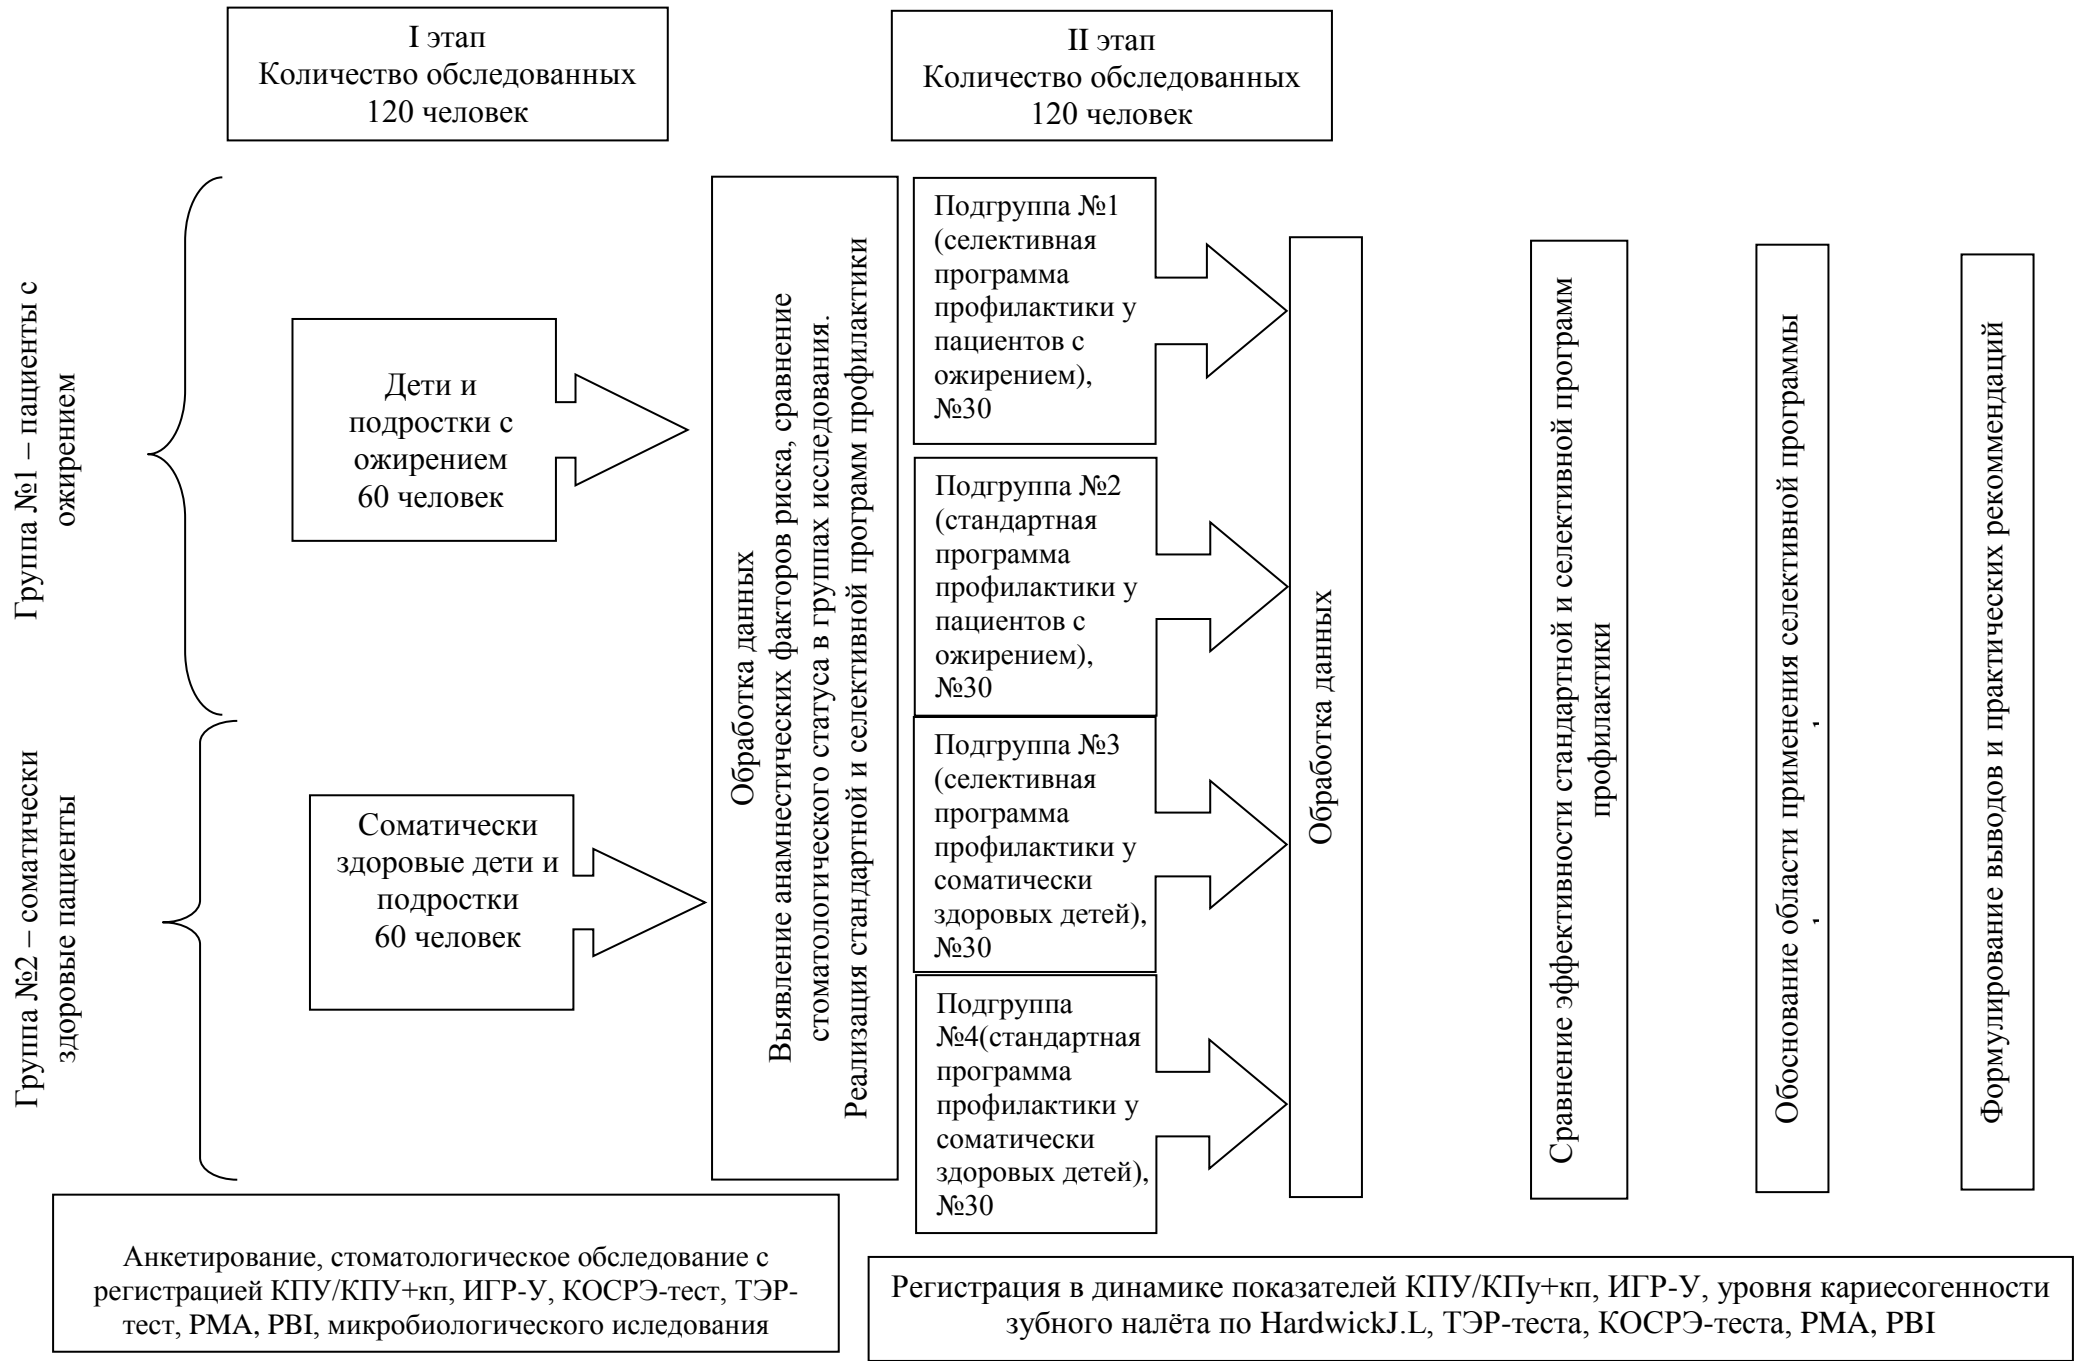 I этап
Количество обследованных
120 человек
II этап
Количество обследованных
120 человек
Группа №1 – пациенты с
ожирением
Дети и
подростки с
ожирением
60 человек
Группа №2 – соматически
здоровые пациенты
Соматически
здоровые дети и
подростки
60 человек
Обработка данных
Выявление анамнестических факторов риска, сравнение
стоматологического статуса в группах исследования.
Реализация стандартной и селективной программ профилактики
Подгруппа №1
(селективная
программа
профилактики у
пациентов с
ожирением),
№30
Подгруппа №2
(стандартная
программа
профилактики у
пациентов с
ожирением),
№30
Подгруппа №3
(селективная
программа
профилактики у
соматически
здоровых детей),
№30
Подгруппа
№4(стандартная
программа
профилактики у
соматически
здоровых детей),
№30
Обработка данных
Сравнение эффективности стандартной и селективной программ
профилактики
Обоснование области применения селективной программы
Формулирование выводов и практических рекоммендаций
Анкетирование, стоматологическое обследование с
регистрацией КПУ/КПУ+кп, ИГР-У, КОСРЭ-тест, ТЭР-
тест, РМА, PBI, микробиологического иследования
Регистрация в динамике показателей КПУ/КПу+кп, ИГР-У, уровня кариесогенности
зубного налёта по HardwickJ.L, ТЭР-теста, КОСРЭ-теста, РМА, PBI